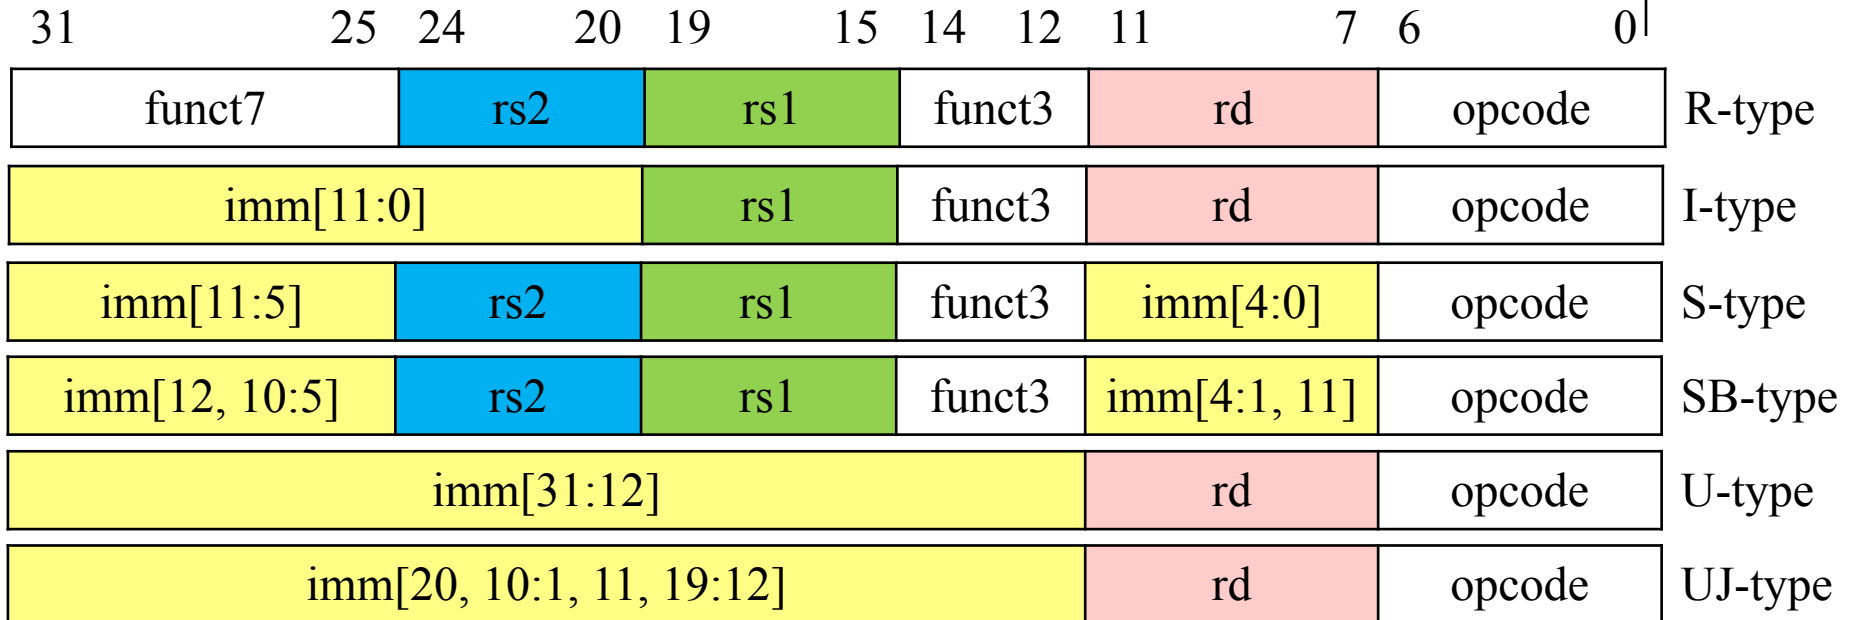 31 25 24 20 19 15 14 12 11 7 6 0
funct7 rs2 rs1 funct3 rd opcode R-type
imm[11:0] rs1 funct3 rd opcode I-type
imm[11:5] rs2 rs1 funct3 imm[4:0] opcode S-type
imm[12, 10:5] rs2 rs1 funct3 imm[4:1, 11] opcode SB-type
imm[31:12] rd opcode U-type
imm[20, 10:1, 11, 19:12] rd opcode UJ-type